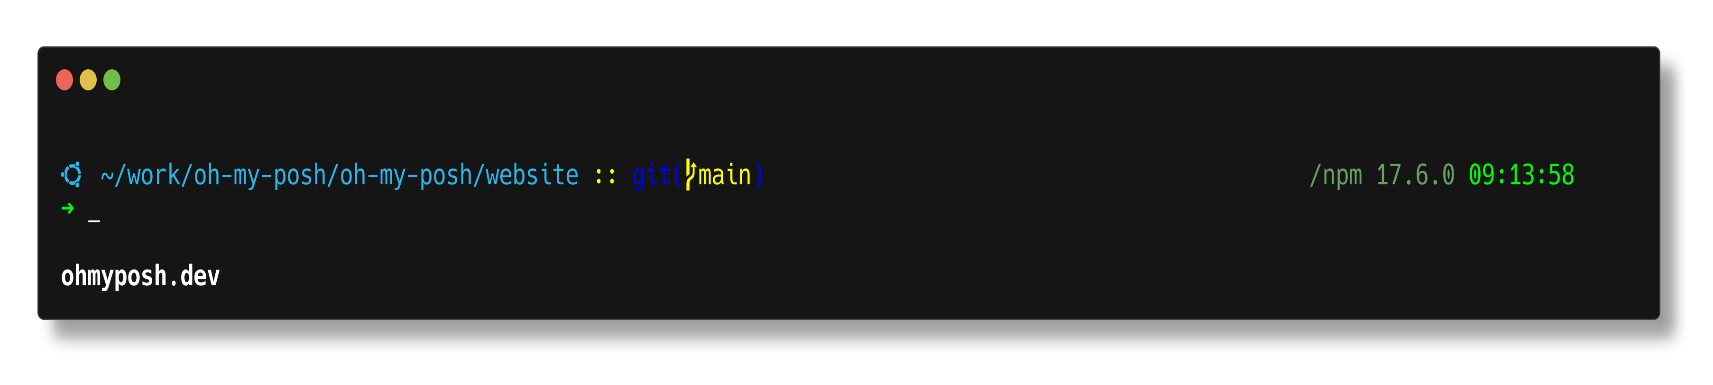 ~/work/oh-my-posh/oh-my-posh/website :: git(main) /npm 17.6.0 09:13:58
➜ _
ohmyposh.dev